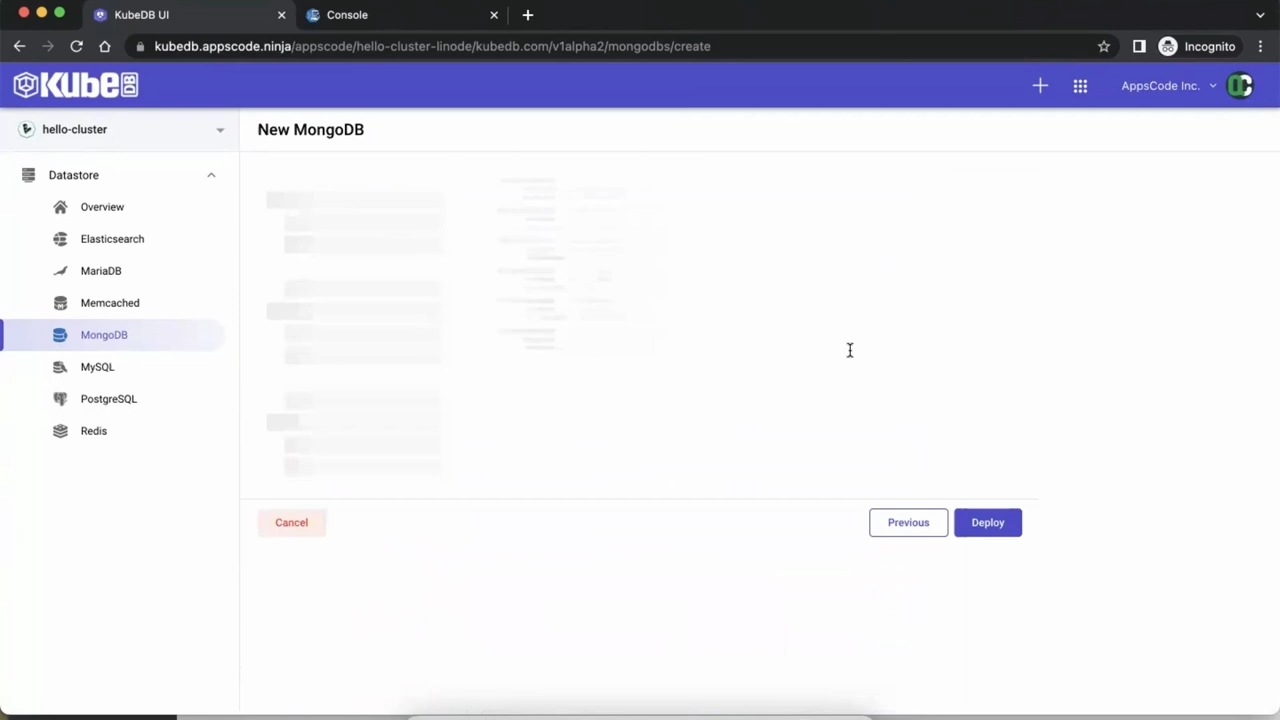 KubeDB UI
Console
kubedb.appscode.ninja/appscode/hello-cluster-linode/kubedb.com/v1alpha2/mongodbs/create
Incognito
KubeDB
AppsCode Inc.
hello-cluster
New MongoDB
Datastore
Overview
Elasticsearch
MariaDB
Memcached
MongoDB
MySQL
PostgreSQL
Redis
Cancel
Previous
Deploy